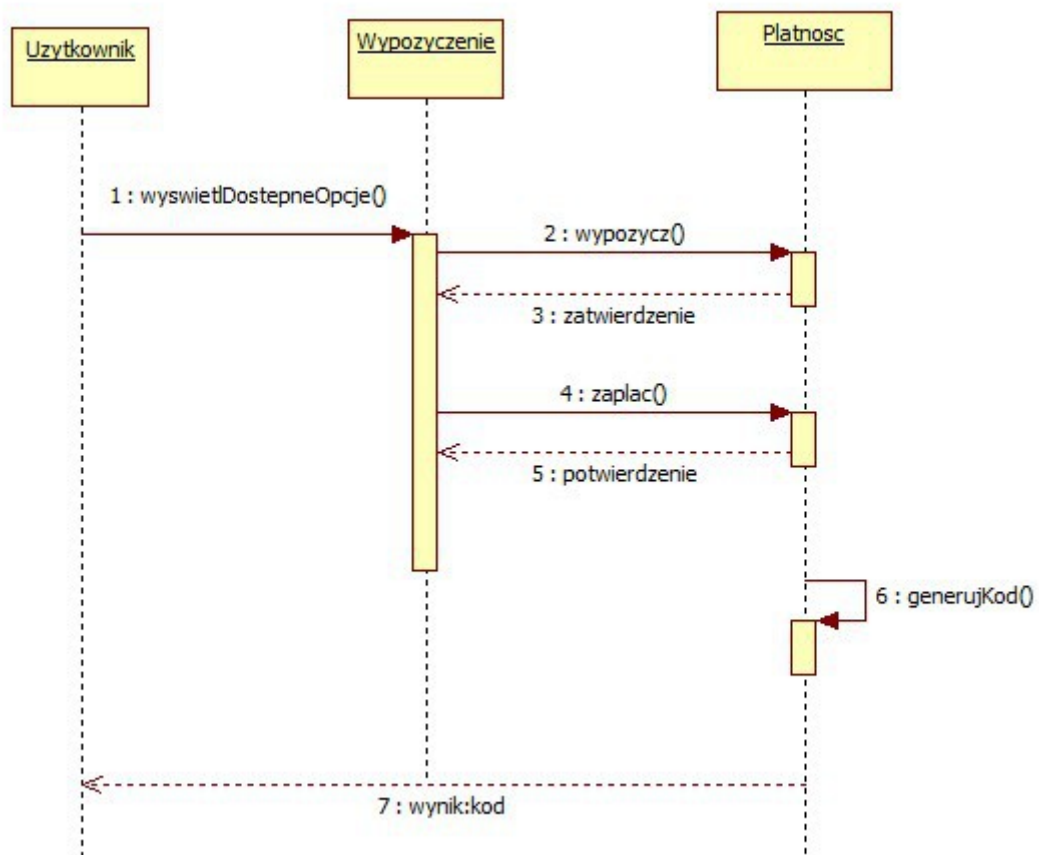 Uzytkownik
Wypozyczenie
Platnosc
1 : wyswietlDostepneOpcje()
2 : wypozycz()
3 : zatwierdzenie
4 : zaplac()
5 : potwierdzenie
6 : generujKod()
7 : wynik:kod